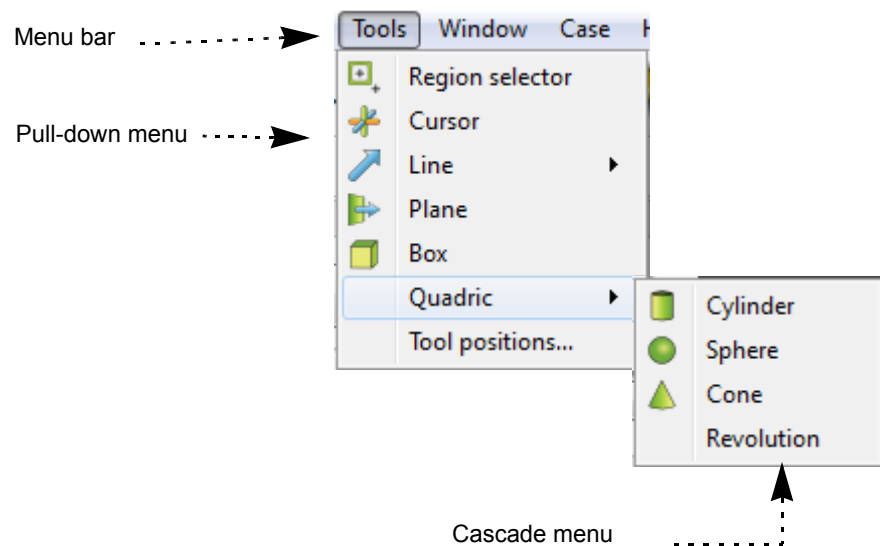 Menu bar
Tools Window Case
Pull-down menu
Region selector
Cursor
Line
Plane
Box
Quadric
Tool positions...
Cylinder
Sphere
Cone
Revolution
Cascade menu